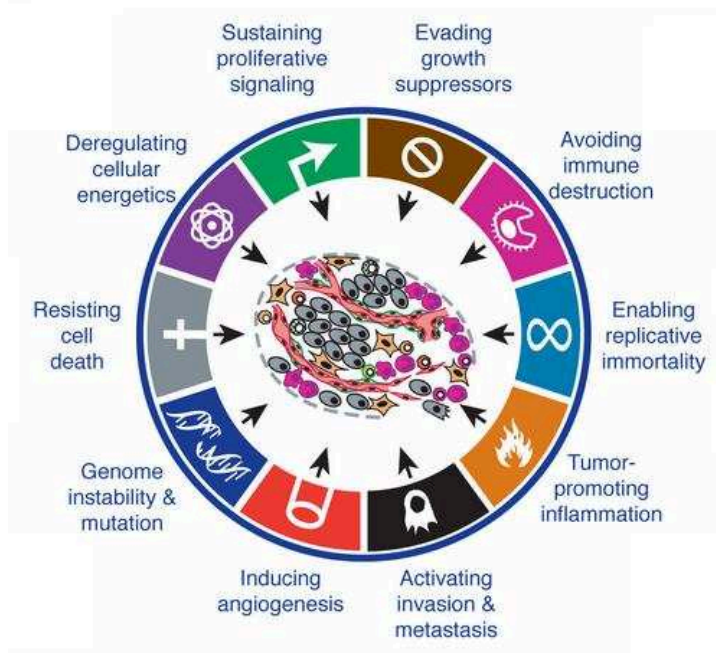 Sustaining
proliferative
signaling
Evading
growth
suppressors
Avoiding
immune
destruction
Enabling
replicative
immortality
Tumor-
promoting
inflammation
Activating
invasion &
metastasis
Inducing
angiogenesis
Genome
instability &
mutation
Resisting
cell
death
Deregulating
cellular
energetics